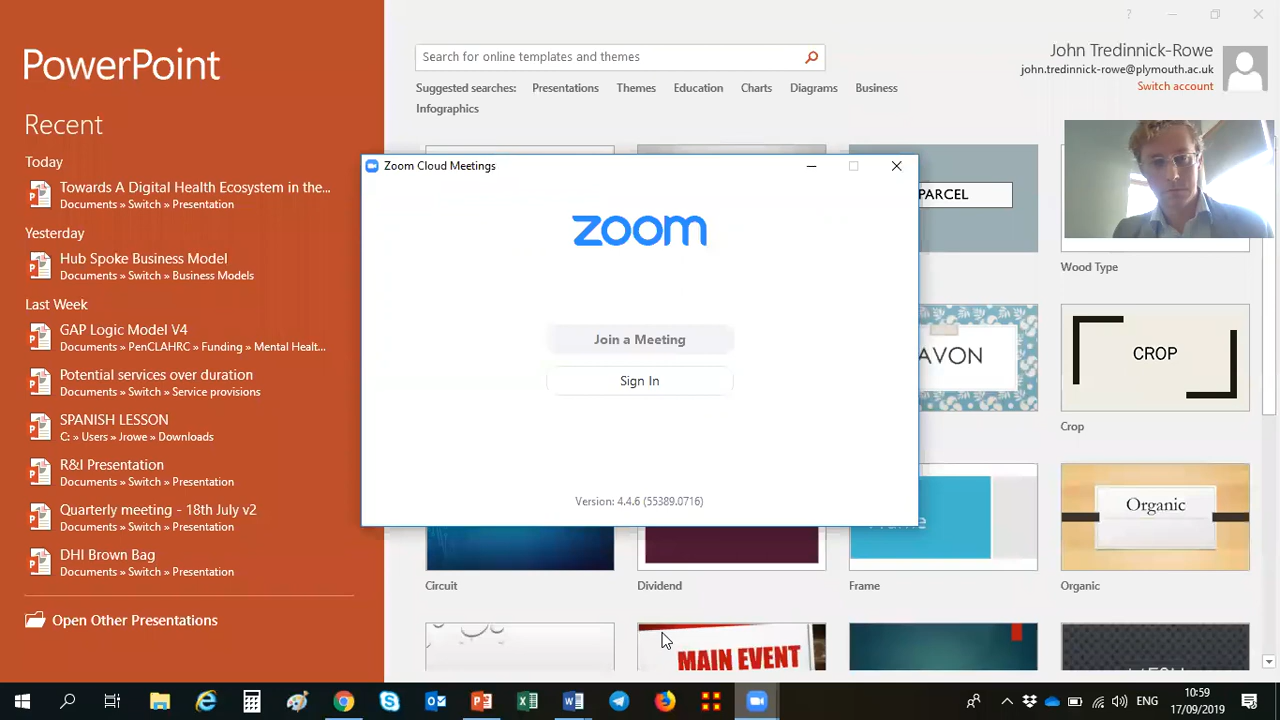 PowerPoint
Recent
Today
Towards A Digital Health Ecosystem in the...
Documents » Switch » Presentation
Yesterday
Hub Spoke Business Model
Documents » Switch » Business Models
Last Week
GAP Logic Model V4
Documents » PenCLAHRC » Funding » Mental Healt...
Potential services over duration
Documents » Switch » Service provisions
SPANISH LESSON
C: » Users » Jrowe » Downloads
R&I Presentation
Documents » Switch » Presentation
Quarterly meeting - 18th July v2
Documents » Switch » Presentation
DHI Brown Bag
Documents » Switch » Presentation
Open Other Presentations
Search for online templates and themes
Suggested searches: Presentations Themes Education Charts Diagrams Business
Infographics
John Tredinnick-Rowe
john.tredinnick-rowe@plymouth.ac.uk
Switch account
Zoom Cloud Meetings
zoom
Join a Meeting
Sign In
Version: 4.4.6 (55389.0716)
PARCEL
Wood Type
AVON
CROP
Crop
Organic
Circuit
Dividend
Frame
Organic
MAIN EVENT
ENG
10:59
17/09/2019